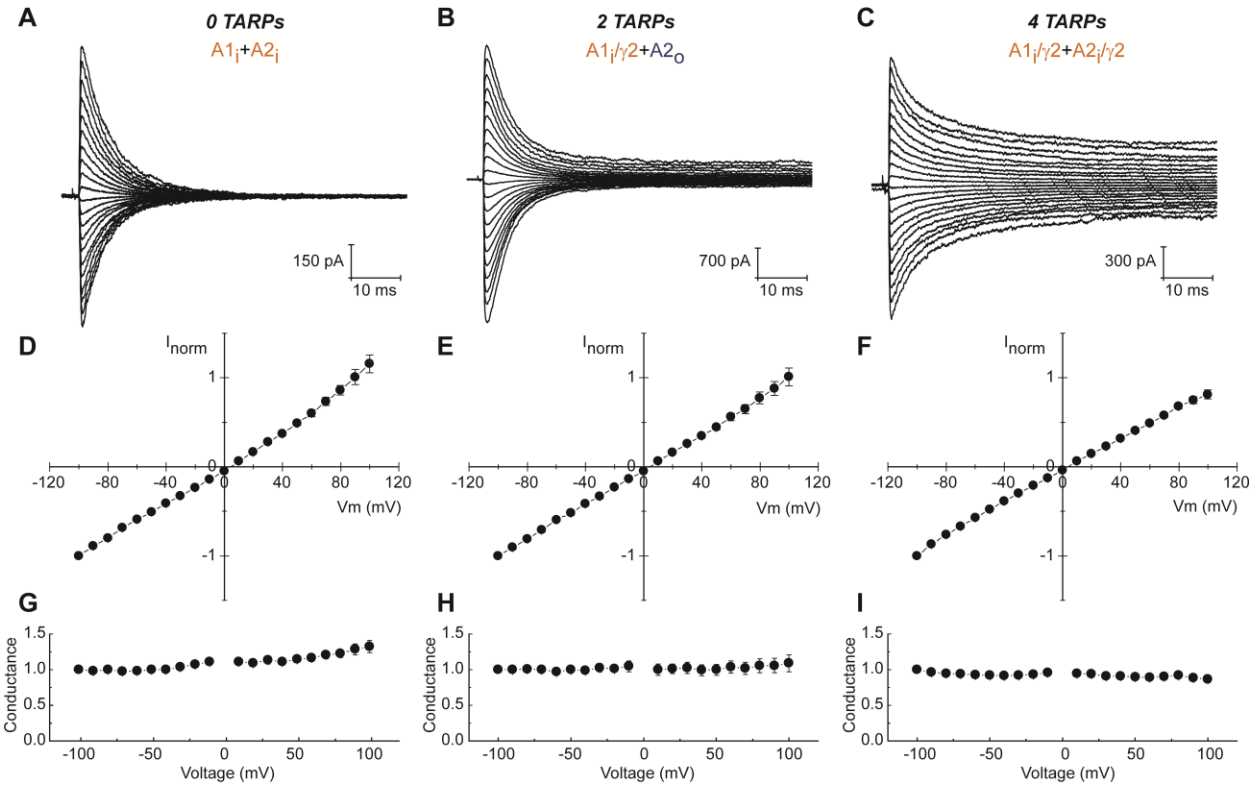 A
0 TARPs
A1i+A2i
150 pA
10 ms
B
2 TARPs
A1i/γ2+A2o
700 pA
10 ms
C
4 TARPs
A1i/γ2+A2i/γ2
300 pA
10 ms
D
Inorm
1
0
-120 -80 -40 0 40 80 120
Vm (mV)
-1
E
Inorm
1
0
-120 -80 -40 0 40 80 120
Vm (mV)
-1
F
Inorm
1
0
-120 -80 -40 0 40 80 120
Vm (mV)
-1
G
Conductance
1.5
1.0
0.5
0.0
-100 -50 0 50 100
Voltage (mV)
H
Conductance
1.5
1.0
0.5
0.0
-100 -50 0 50 100
Voltage (mV)
I
Conductance
1.5
1.0
0.5
0.0
-100 -50 0 50 100
Voltage (mV)